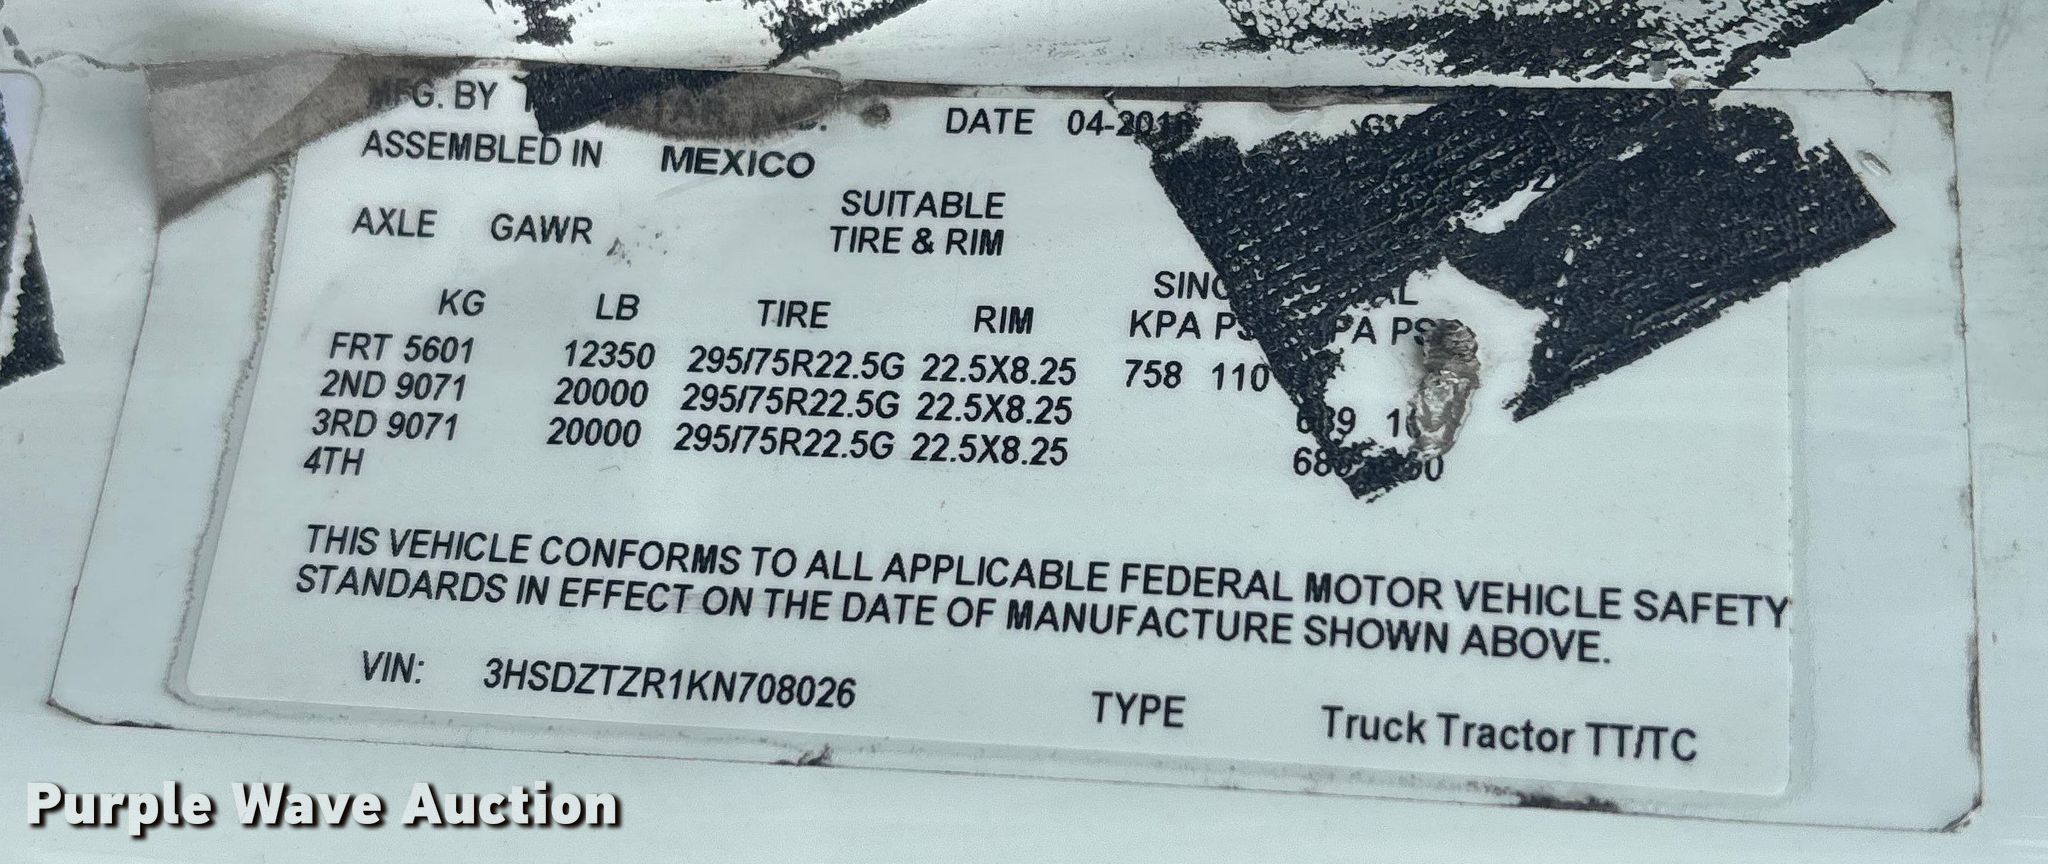 MFG. BY
DATE 04-201
ASSEMBLED IN MEXICO
AXLE GAWR
SUITABLE
TIRE & RIM
KG LB TIRE RIM KPA
FRT 5601 12350 295/75R22.5G 22.5X8.25 758 110
2ND 9071 20000 295/75R22.5G 22.5X8.25
3RD 9071 20000 295/75R22.5G 22.5X8.25
4TH
THIS VEHICLE CONFORMS TO ALL APPLICABLE FEDERAL MOTOR VEHICLE SAFETY
STANDARDS IN EFFECT ON THE DATE OF MANUFACTURE SHOWN ABOVE.
VIN: 3HSDZTZR1KN708026 TYPE Truck Tractor TT/TC
Purple Wave Auction